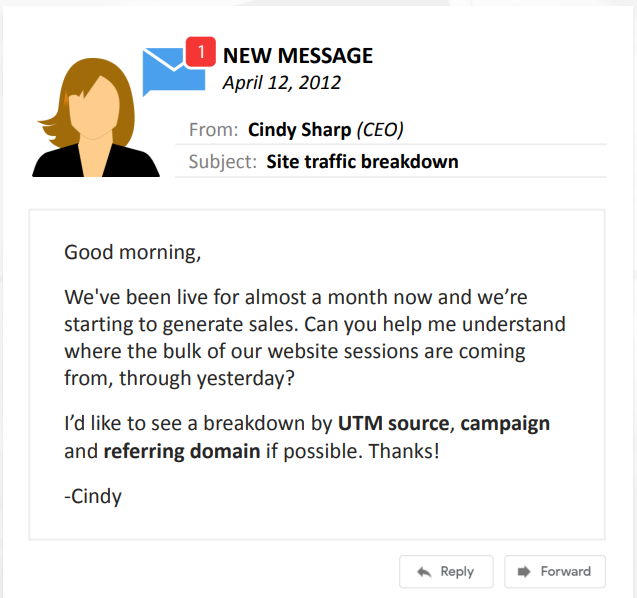 1
NEW MESSAGE
April 12, 2012
From: Cindy Sharp (CEO)
Subject: Site traffic breakdown
Good morning,
We've been live for almost a month now and we’re
starting to generate sales. Can you help me understand
where the bulk of our website sessions are coming
from, through yesterday?
I’d like to see a breakdown by UTM source, campaign
and referring domain if possible. Thanks!
-Cindy
Reply
Forward